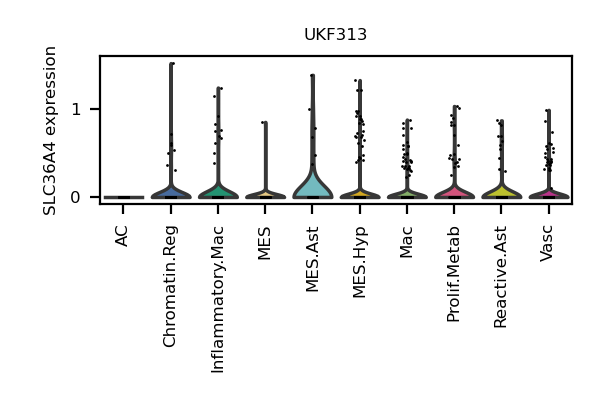 UKF313
SLC36A4 expression
1
0
AC
Chromatin.Reg
Inflammatory.Mac
MES
MES.Ast
MES.Hyp
Mac
Prolif.Metab
Reactive.Ast
Vasc